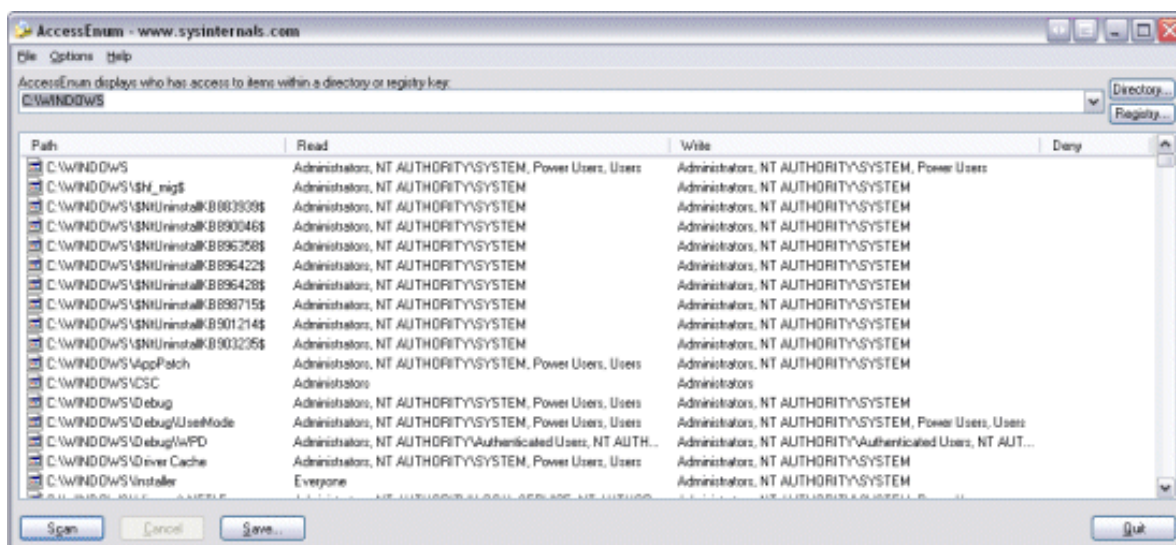 AccessEnum - www.sysinternals.com
File Options Help
AccessEnum displays who has access to items within a directory or registry key:
C:\WINDOWS
Directory...
Registry...
Path Read Write Deny
C:\WINDOWS Administrators, NT AUTHORITY\SYSTEM, Power Users, Users Administrators, NT AUTHORITY\SYSTEM, Power Users
C:\WINDOWS\$hf_mig$ Administrators, NT AUTHORITY\SYSTEM Administrators, NT AUTHORITY\SYSTEM
C:\WINDOWS\$NtUninstallKB883939$ Administrators, NT AUTHORITY\SYSTEM Administrators, NT AUTHORITY\SYSTEM
C:\WINDOWS\$NtUninstallKB890046$ Administrators, NT AUTHORITY\SYSTEM Administrators, NT AUTHORITY\SYSTEM
C:\WINDOWS\$NtUninstallKB896358$ Administrators, NT AUTHORITY\SYSTEM Administrators, NT AUTHORITY\SYSTEM
C:\WINDOWS\$NtUninstallKB896422$ Administrators, NT AUTHORITY\SYSTEM Administrators, NT AUTHORITY\SYSTEM
C:\WINDOWS\$NtUninstallKB896428$ Administrators, NT AUTHORITY\SYSTEM Administrators, NT AUTHORITY\SYSTEM
C:\WINDOWS\$NtUninstallKB898715$ Administrators, NT AUTHORITY\SYSTEM Administrators, NT AUTHORITY\SYSTEM
C:\WINDOWS\$NtUninstallKB901214$ Administrators, NT AUTHORITY\SYSTEM Administrators, NT AUTHORITY\SYSTEM
C:\WINDOWS\$NtUninstallKB903235$ Administrators, NT AUTHORITY\SYSTEM Administrators, NT AUTHORITY\SYSTEM
C:\WINDOWS\AppPatch Administrators, NT AUTHORITY\SYSTEM, Power Users, Users Administrators, NT AUTHORITY\SYSTEM
C:\WINDOWS\CSC Administrators Administrators
C:\WINDOWS\Debug Administrators, NT AUTHORITY\SYSTEM, Power Users, Users Administrators, NT AUTHORITY\SYSTEM
C:\WINDOWS\Debug\UserMode Administrators, NT AUTHORITY\SYSTEM, Power Users, Users Administrators, NT AUTHORITY\SYSTEM, Power Users, Users
C:\WINDOWS\Debug\WPD Administrators, NT AUTHORITY\Authenticated Users, NT AUTH... Administrators, NT AUTHORITY\Authenticated Users, NT AUT...
C:\WINDOWS\Driver Cache Administrators, NT AUTHORITY\SYSTEM, Power Users, Users Administrators, NT AUTHORITY\SYSTEM
C:\WINDOWS\Installer Everyone Administrators, NT AUTHORITY\SYSTEM
Scan Cancel Save... Quit